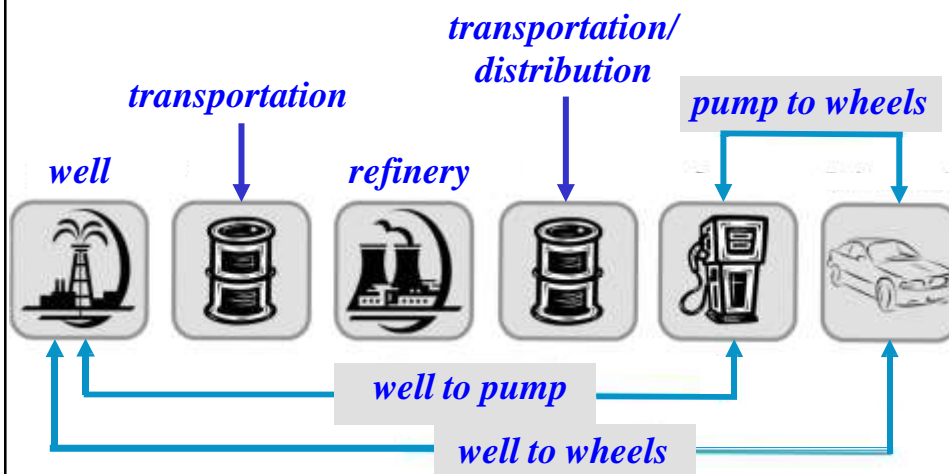 transportation/
distribution
transportation
pump to wheels
well
refinery
well to pump
well to wheels